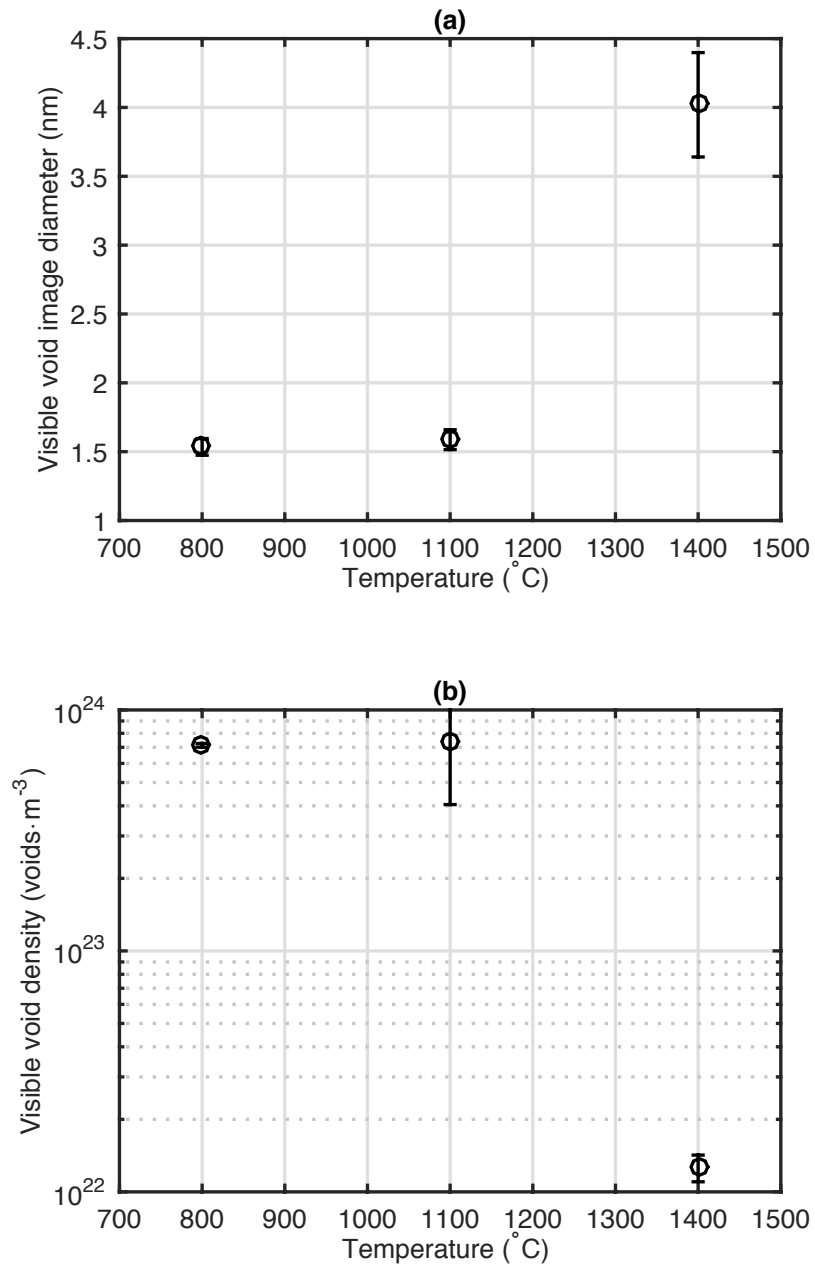 (a)
4.5
4
3.5
3
2.5
2
1.5
1
Visible void image diameter (nm)
700 800 900 1000 1100 1200 1300 1400 1500
Temperature (°C)
(b)
10^24
10^23
10^22
Visible void density (voids·m^-3)
700 800 900 1000 1100 1200 1300 1400 1500
Temperature (°C)